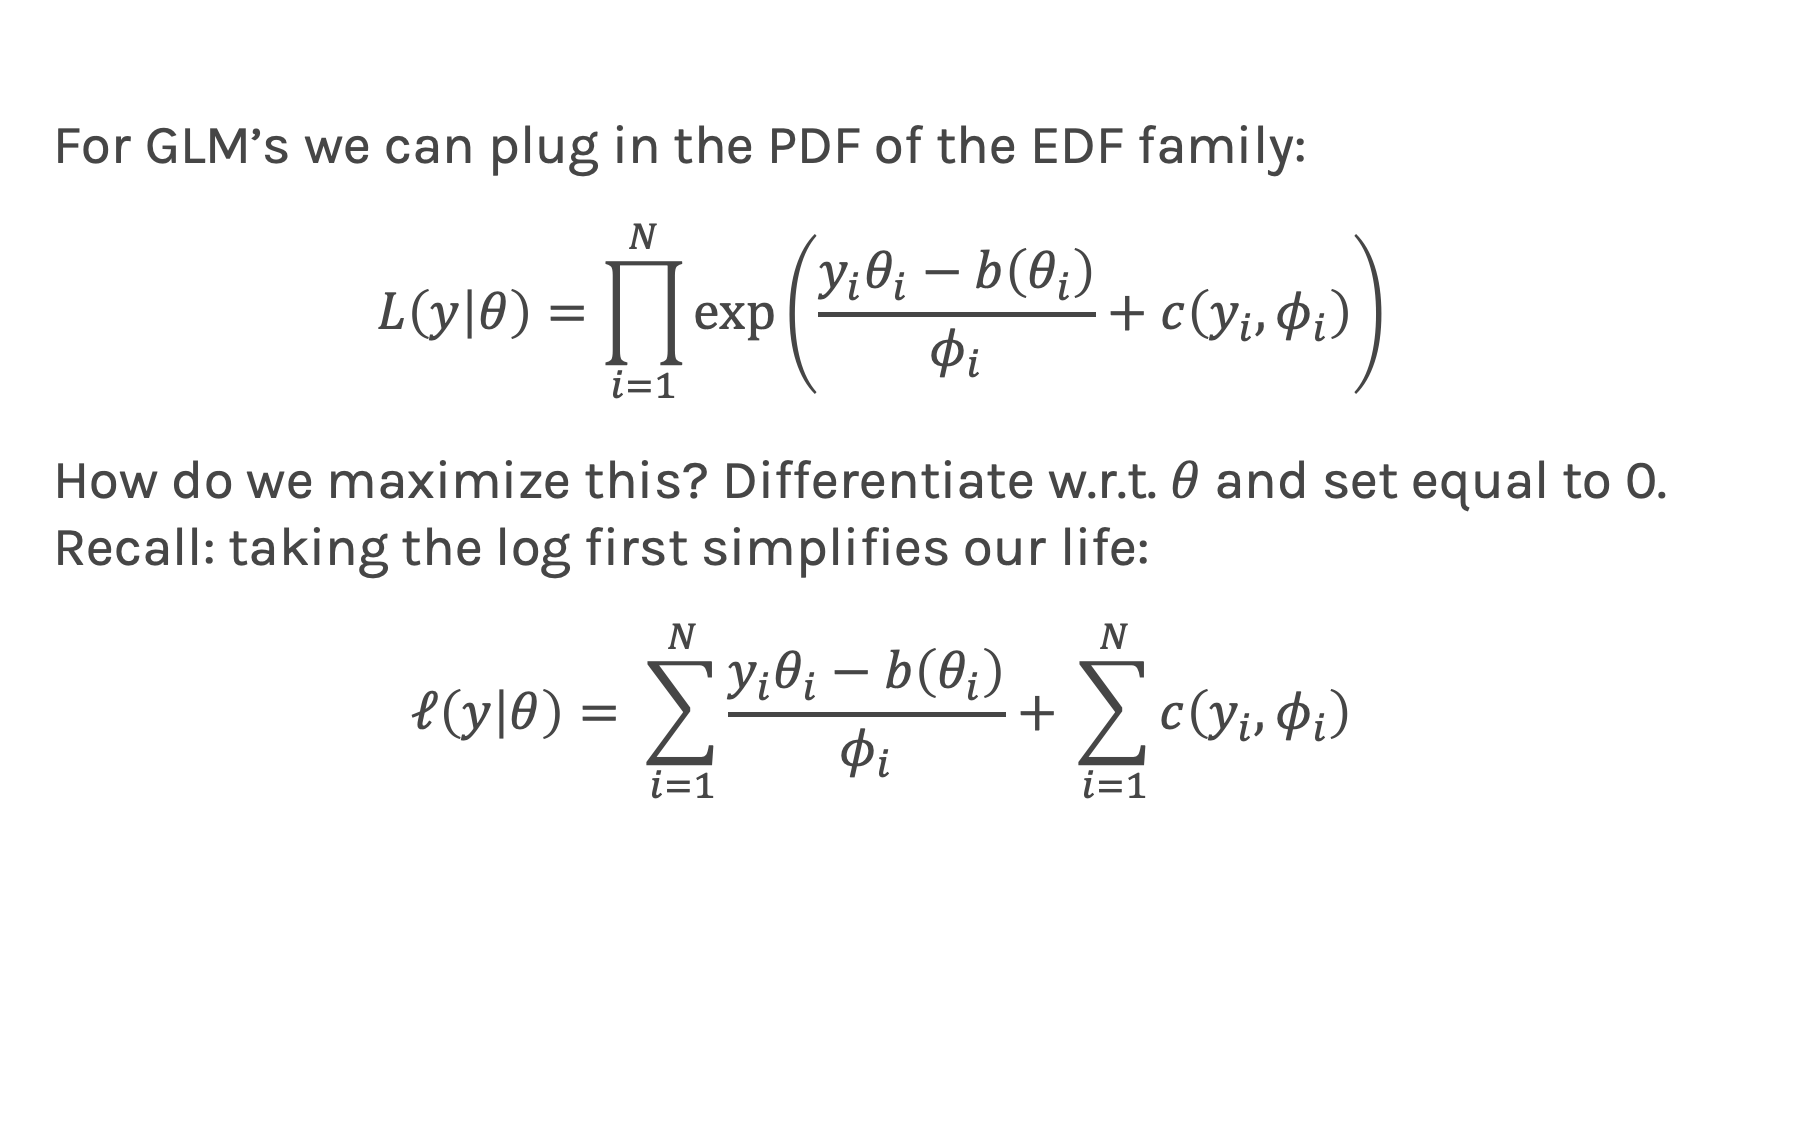 For GLM’s we can plug in the PDF of the EDF family:
L(y|θ) = ∏_{i=1}^{N} exp( (y_iθ_i − b(θ_i))/ϕ_i + c(y_i, ϕ_i) )
How do we maximize this? Differentiate w.r.t. θ and set equal to 0.
Recall: taking the log first simplifies our life:
ℓ(y|θ) = ∑_{i=1}^{N} (y_iθ_i − b(θ_i))/ϕ_i + ∑_{i=1}^{N} c(y_i, ϕ_i)